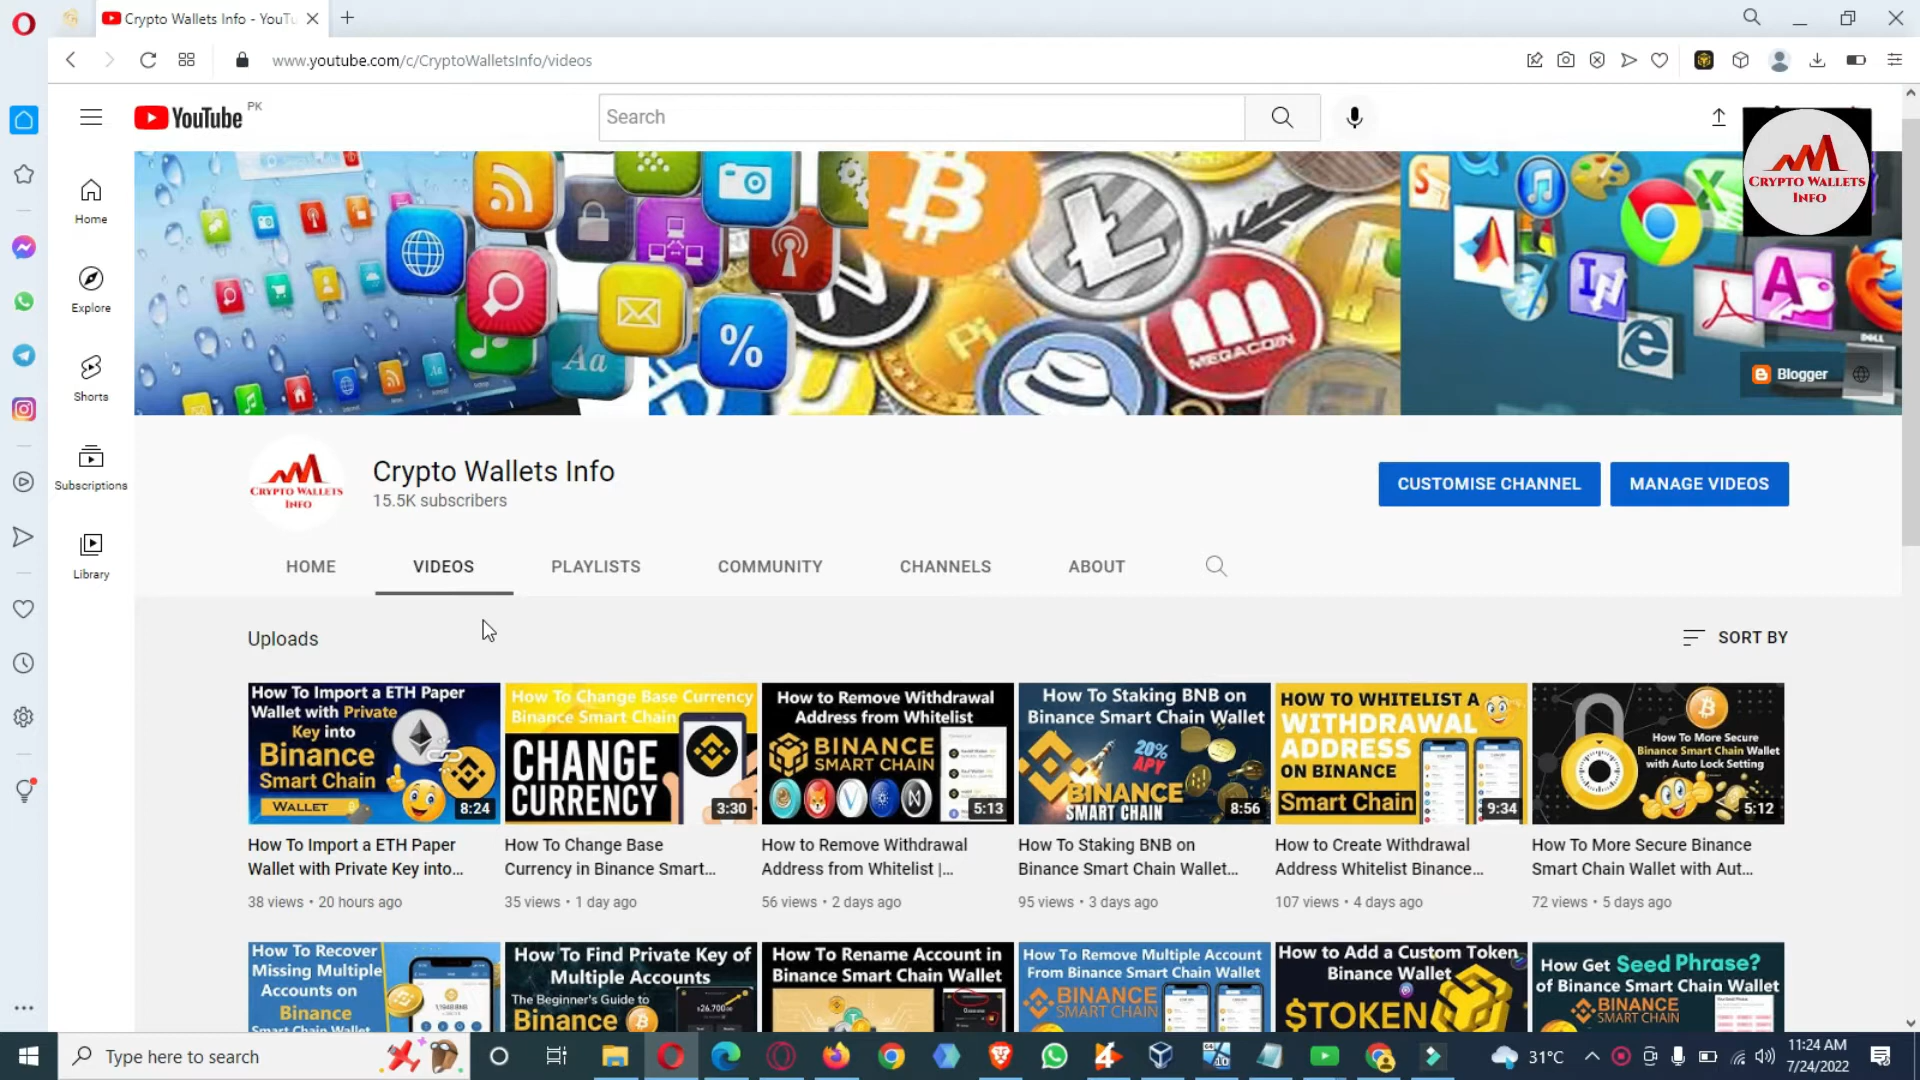 Crypto Wallets Info - YouTu
www.youtube.com/c/CryptoWalletsInfo/videos
YouTube PK
Search
CRYPTO WALLETS
INFO
Home
Explore
Shorts
Subscriptions
Library
Aa
%
MEGACOIN
DELL
Blogger
CRYPTO WALLETS
INFO
Crypto Wallets Info
15.5K subscribers
CUSTOMISE CHANNEL
MANAGE VIDEOS
HOME
VIDEOS
PLAYLISTS
COMMUNITY
CHANNELS
ABOUT
Uploads
SORT BY
How To Import a ETH Paper
Wallet with Private
Key into
Binance
Smart Chain
WALLET
8:24
How To Change Base Currency
Binance Smart Chain
CHANGE
CURRENCY
3:30
How to Remove Withdrawal
Address from Whitelist
BINANCE
SMART CHAIN
5:13
How To Staking BNB on
Binance Smart Chain Wallet
20%
APY
BINANCE
SMART CHAIN
8:56
HOW TO WHITELIST A
WITHDRAWAL
ADDRESS
ON BINANCE
Smart Chain
9:34
How To More Secure
Binance Smart Chain Wallet
with Auto Lock Setting
5:12
How To Import a ETH Paper
Wallet with Private Key into...
38 views • 20 hours ago
How To Change Base
Currency in Binance Smart...
35 views • 1 day ago
How to Remove Withdrawal
Address from Whitelist |...
56 views • 2 days ago
How To Staking BNB on
Binance Smart Chain Wallet...
95 views • 3 days ago
How to Create Withdrawal
Address Whitelist Binance...
107 views • 4 days ago
How To More Secure Binance
Smart Chain Wallet with Aut...
72 views • 5 days ago
How To Recover
Missing Multiple
Accounts on
Binance
Smart Chain Wallet
How To Find Private Key of
Multiple Accounts
The Beginner's Guide to
Binance
$26,700
How To Rename Account in
Binance Smart Chain Wallet
How To Remove Multiple Account
From Binance Smart Chain Wallet
BINANCE
SMART CHAIN
How to Add a Custom Token
Binance Wallet
$TOKEN
How Get Seed Phrase?
of Binance Smart Chain Wallet
BINANCE
SMART CHAIN
Type here to search
31°C
11:24 AM
7/24/2022